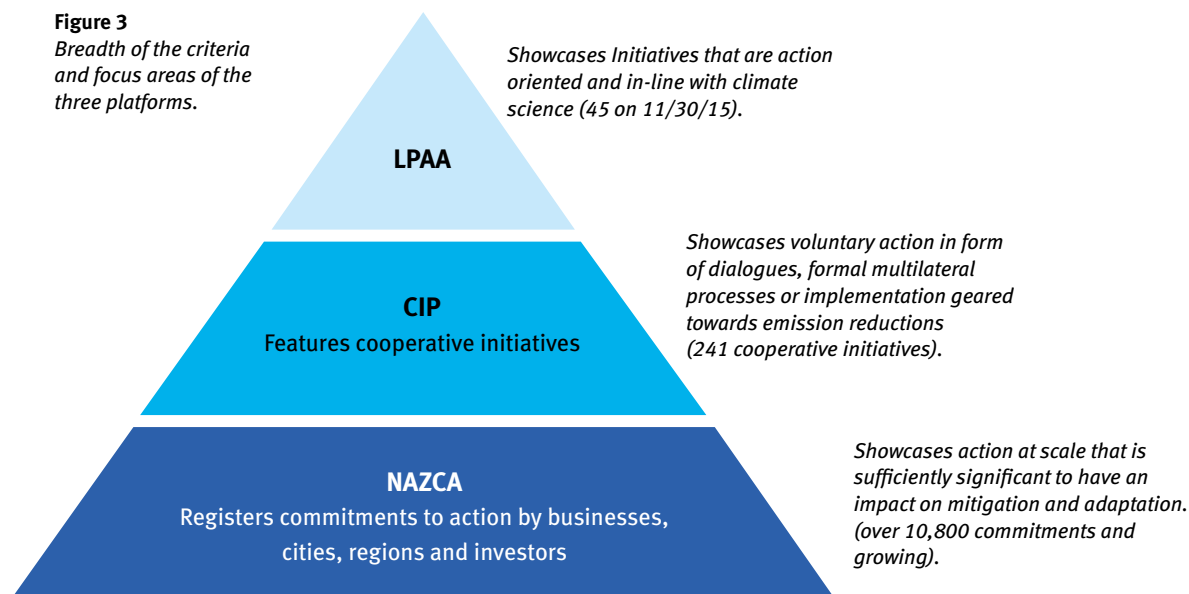 Figure 3
Breadth of the criteria
and focus areas of the
three platforms.
Showcases Initiatives that are action
oriented and in-line with climate
science (45 on 11/30/15).
LPAA
Showcases voluntary action in form
of dialogues, formal multilateral
processes or implementation geared
towards emission reductions
(241 cooperative initiatives).
CIP
Features cooperative initiatives
Showcases action at scale that is
sufficiently significant to have an
impact on mitigation and adaptation.
(over 10,800 commitments and
growing).
NAZCA
Registers commitments to action by businesses,
cities, regions and investors